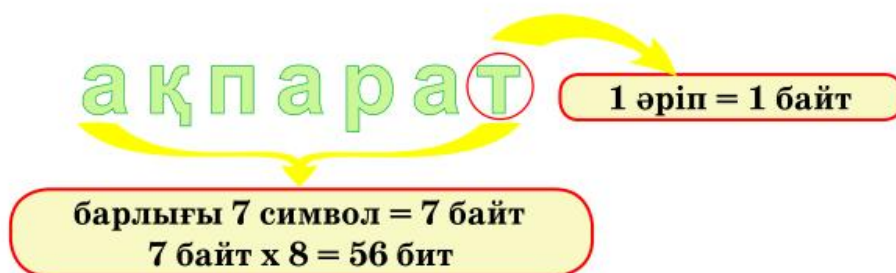 ақпарат
1 әріп = 1 байт
барлығы 7 символ = 7 байт
7 байт х 8 = 56 бит